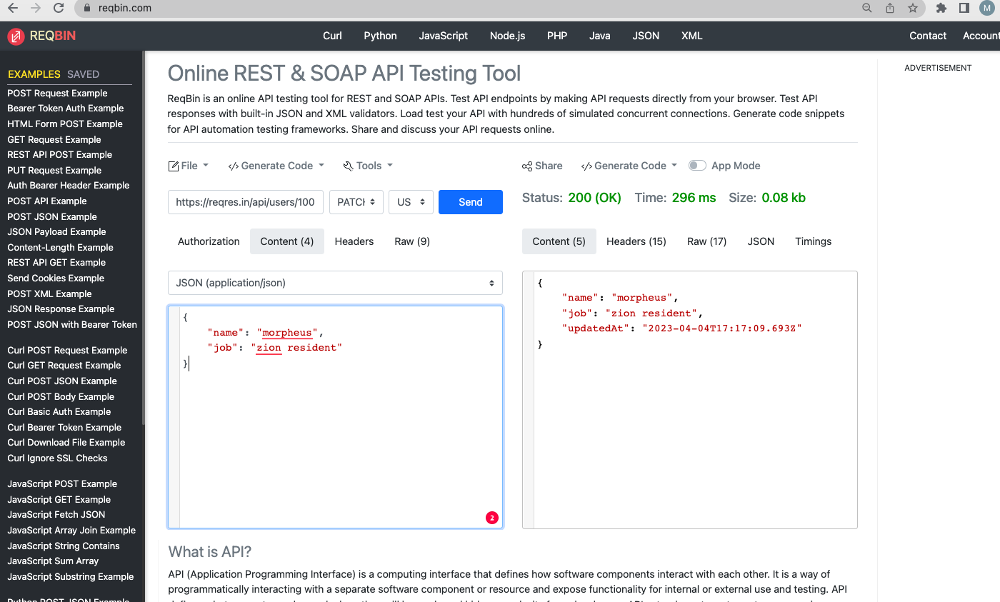 reqbin.com
M
REQBIN
Curl Python JavaScript Node.js PHP Java JSON XML
Contact Account
EXAMPLES SAVED
POST Request Example
Bearer Token Auth Example
HTML Form POST Example
GET Request Example
REST API POST Example
PUT Request Example
Auth Bearer Header Example
POST API Example
POST JSON Example
JSON Payload Example
Content-Length Example
REST API GET Example
Send Cookies Example
POST XML Example
JSON Response Example
POST JSON with Bearer Token
Curl POST Request Example
Curl GET Request Example
Curl POST JSON Example
Curl POST Body Example
Curl Basic Auth Example
Curl Bearer Token Example
Curl Download File Example
Curl Ignore SSL Checks
JavaScript POST Example
JavaScript GET Example
JavaScript Fetch JSON
JavaScript Array Join Example
JavaScript String Contains
JavaScript Sum Array
JavaScript Substring Example
Python POST JSON Example
Online REST & SOAP API Testing Tool
ReqBin is an online API testing tool for REST and SOAP APIs. Test API endpoints by making API requests directly from your browser. Test API
responses with built-in JSON and XML validators. Load test your API with hundreds of simulated concurrent connections. Generate code snippets
for API automation testing frameworks. Share and discuss your API requests online.
File </> Generate Code Tools
https://reqres.in/api/users/100 PATCH US Send
Authorization Content (4) Headers Raw (9)
JSON (application/json)
{
"name": "morpheus",
"job": "zion resident"
}
2
Share </> Generate Code App Mode
Status: 200 (OK) Time: 296 ms Size: 0.08 kb
Content (5) Headers (15) Raw (17) JSON Timings
{
"name": "morpheus",
"job": "zion resident",
"updatedAt": "2023-04-04T17:17:09.693Z"
}
ADVERTISEMENT
What is API?
API (Application Programming Interface) is a computing interface that defines how software components interact with each other. It is a way of
programmatically interacting with a separate software component or resource and expose functionality for internal or external use and testing. API